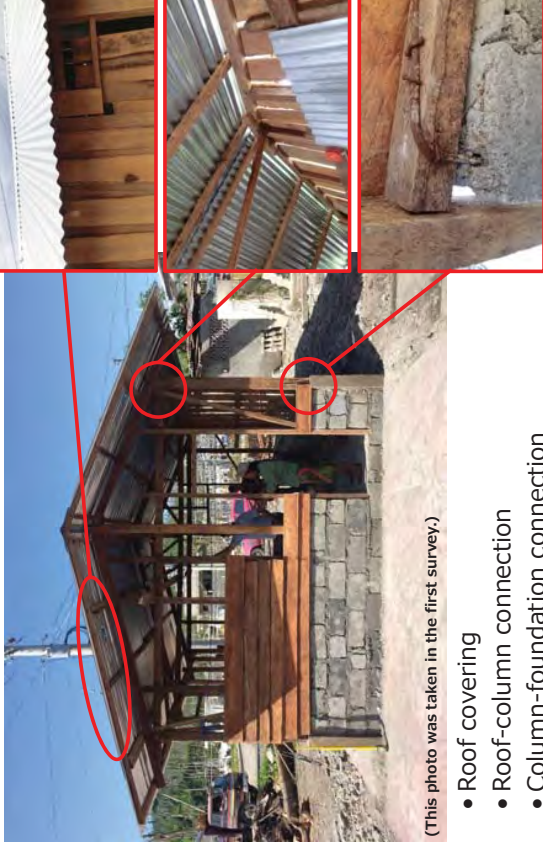 (This photo was taken in the first survey.)
• Roof covering
• Roof-column connection
• Column-foundation connection